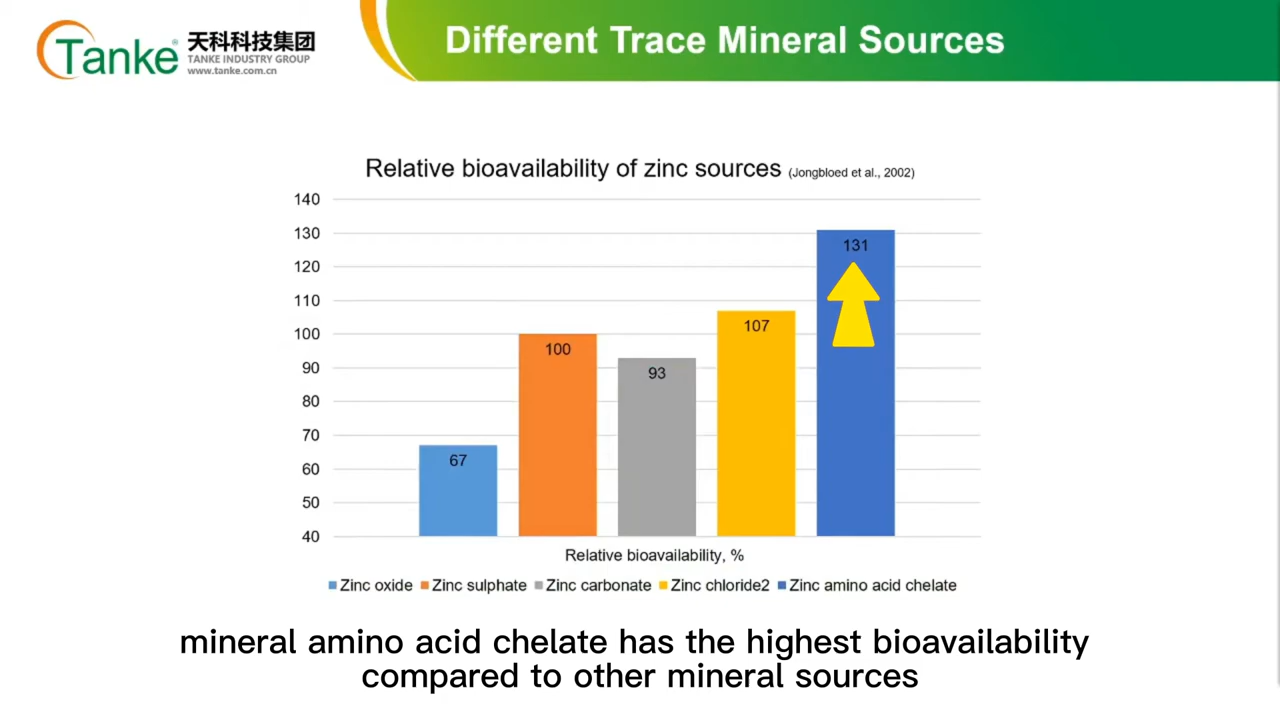 Tanke®
天科科技集团
TANKE INDUSTRY GROUP
www.tanke.com.cn
Different Trace Mineral Sources
Relative bioavailability of zinc sources (Jongbloed et al., 2002)
140
130
120
110
100
90
80
70
60
50
40
67
100
93
107
131
Relative bioavailability, %
Zinc oxide Zinc sulphate Zinc carbonate Zinc chloride2 Zinc amino acid chelate
mineral amino acid chelate has the highest bioavailability
compared to other mineral sources